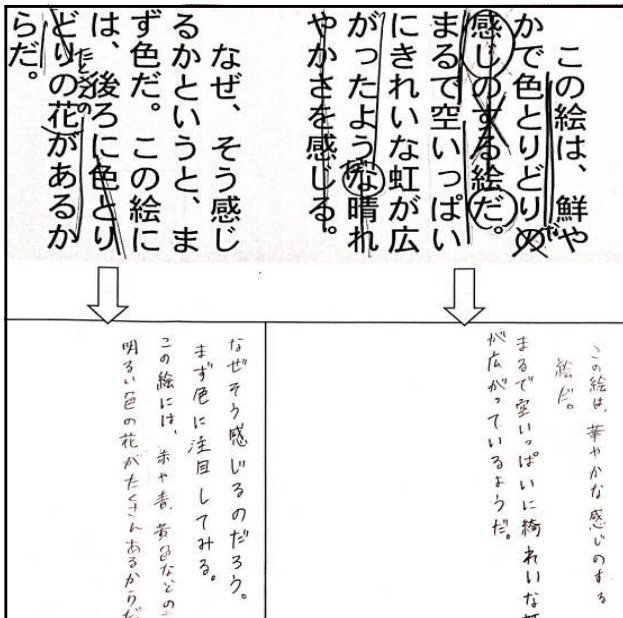 この絵は、鮮や
かで色とりどりめ
感じのする絵だ。
まるで空いっぱい
にきれいな虹が広
がったような晴れ
やかさを感じる。
なぜ、そう感じ
るかというと、ま
ず色だ。この絵に
は、後ろに色とり
どりの花があるか
らだ。
たくさんの
この絵は、華やかな感じのする
絵だ。
まるで空いっぱいに綺れいな
が広がっているようだ。
なぜそう感じるのだろう。
まず色に注目してみる。
この絵には、赤や青、黄色などの
明るい色の花がたくさんあるからだ